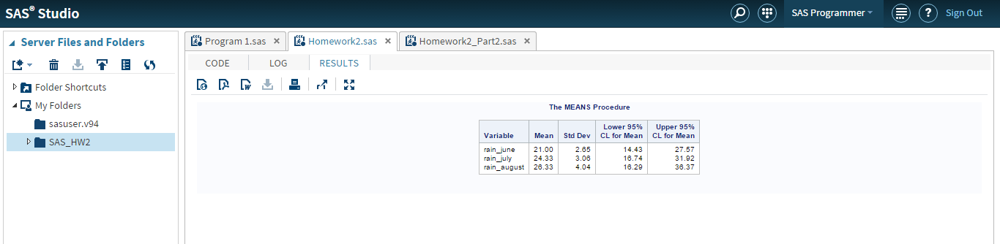 SAS® Studio
SAS Programmer
Sign Out
Server Files and Folders
Folder Shortcuts
My Folders
sasuser.v94
SAS_HW2
Program 1.sas
Homework2.sas
Homework2_Part2.sas
CODE LOG RESULTS
The MEANS Procedure
Variable Mean Std Dev Lower 95% CL for Mean Upper 95% CL for Mean
rain_june 21.00 2.65 14.43 27.57
rain_july 24.33 3.06 16.74 31.92
rain_august 26.33 4.04 16.29 36.37